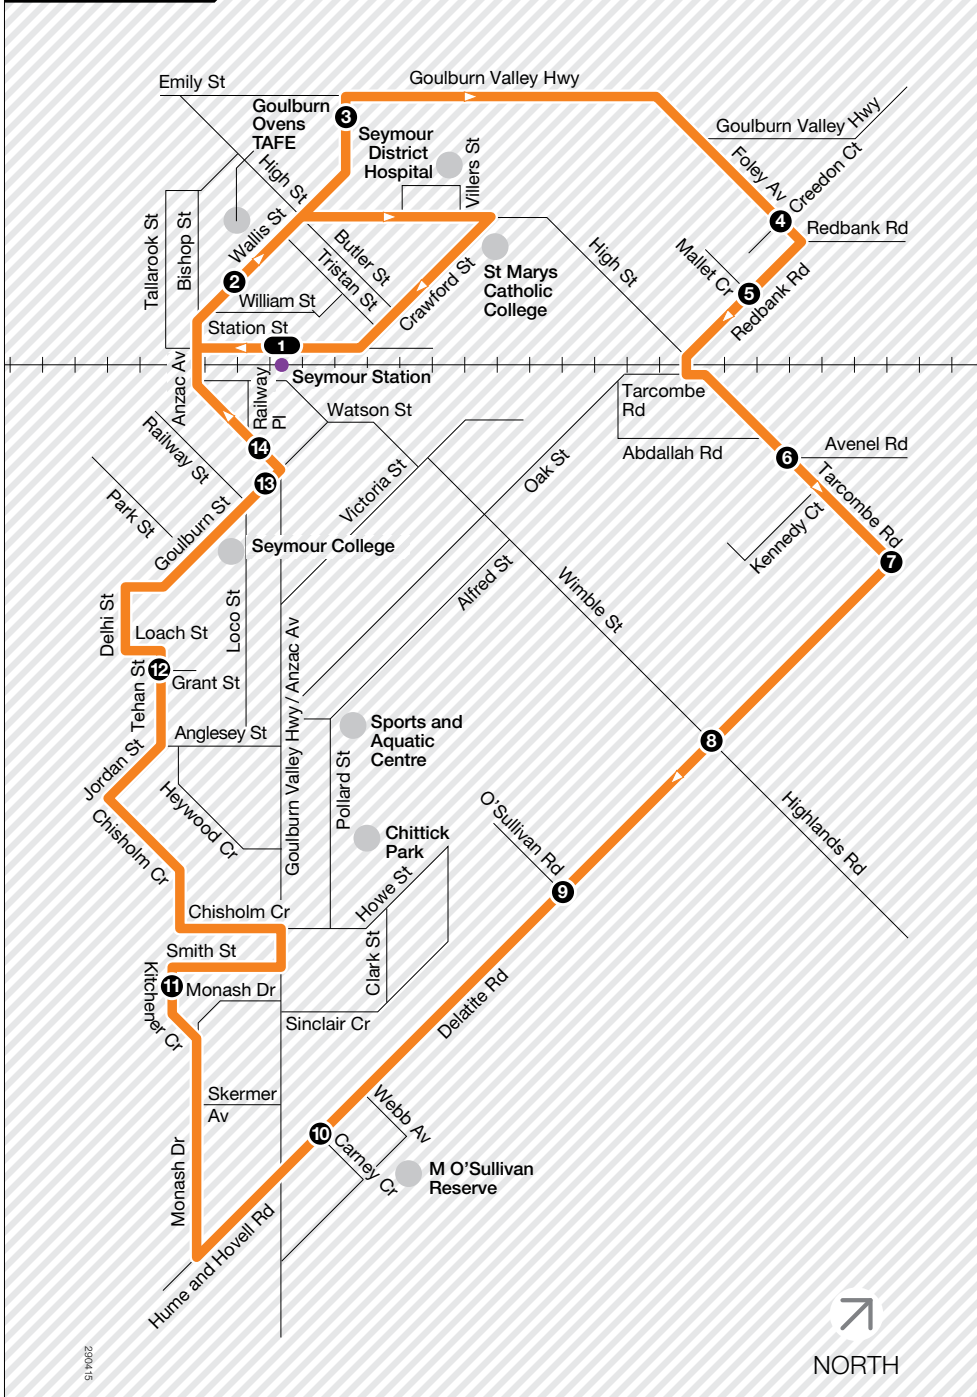 Emily St
Goulburn Valley Hwy
Goulburn
Ovens
TAFE
3
Seymour
District
Hospital
Villers St
Goulburn Valley Hwy
Foley Av
Creedon Ct
4
Redbank Rd
High St
Tallarook St
Bishop St
Wallis St
2
William St
Butler St
Tristan St
Crawford St
St Marys
Catholic
College
High St
Mallet Cr
5
Redbank Rd
Station St
1
Seymour Station
Anzac Av
Railway
Pl
Watson St
Tarcombe
Rd
Abdallah Rd
Avenel Rd
6
Tarcombe Rd
Kennedy Ct
7
14
13
Railway St
Park St
Goulburn St
Victoria St
Oak St
Seymour College
Alfred St
Wimble St
Delhi St
Loach St
Loco St
12
Grant St
Tehan St
Anglesey St
Goulburn Valley Hwy / Anzac Av
Sports and
Aquatic
Centre
8
Jordan St
Heywood Cr
Chisholm Cr
Pollard St
Chittick
Park
O'Sullivan Rd
Highlands Rd
9
Chisholm Cr
Howe St
Smith St
Clark St
11
Monash Dr
Kitchener Cr
Sinclair Cr
Delatite Rd
Skermer
Av
Webb Av
10
Carney Cr
M O'Sullivan
Reserve
Monash Dr
Hume and Hovell Rd
290415
NORTH